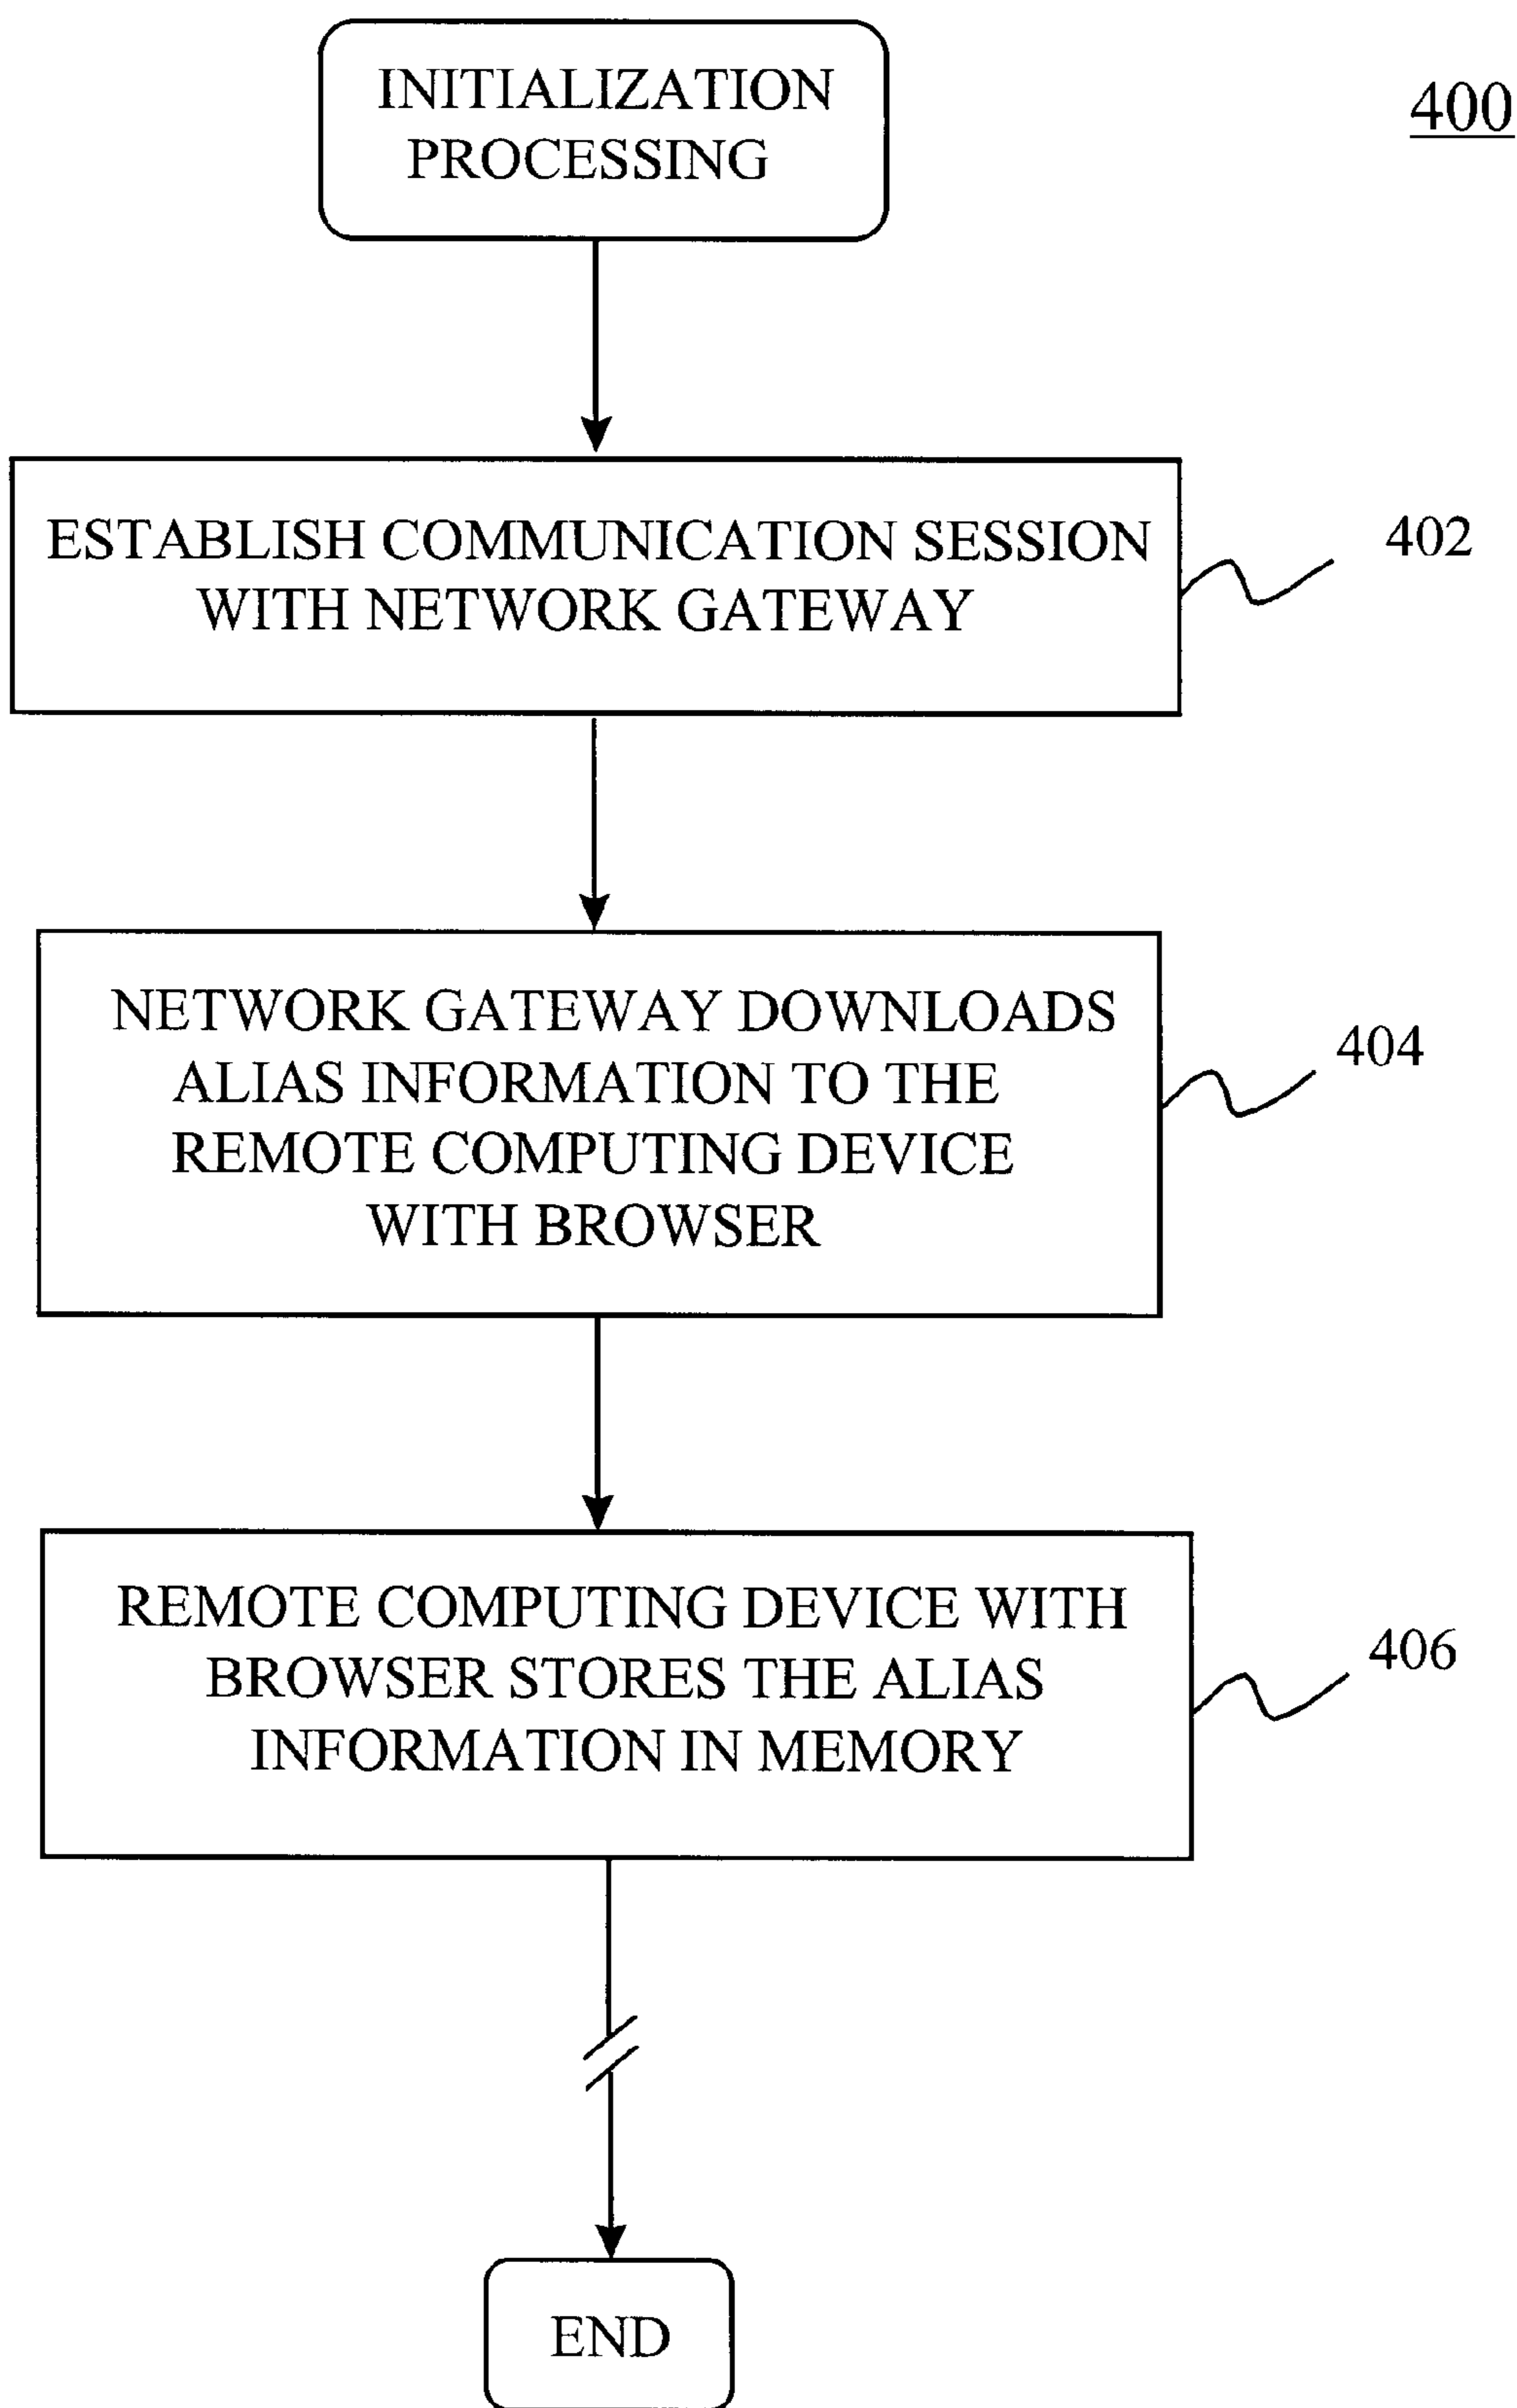 INITIALIZATION
PROCESSING
400
ESTABLISH COMMUNICATION SESSION
WITH NETWORK GATEWAY
402
NETWORK GATEWAY DOWNLOADS
ALIAS INFORMATION TO THE
REMOTE COMPUTING DEVICE
WITH BROWSER
404
REMOTE COMPUTING DEVICE WITH
BROWSER STORES THE ALIAS
INFORMATION IN MEMORY
406
END